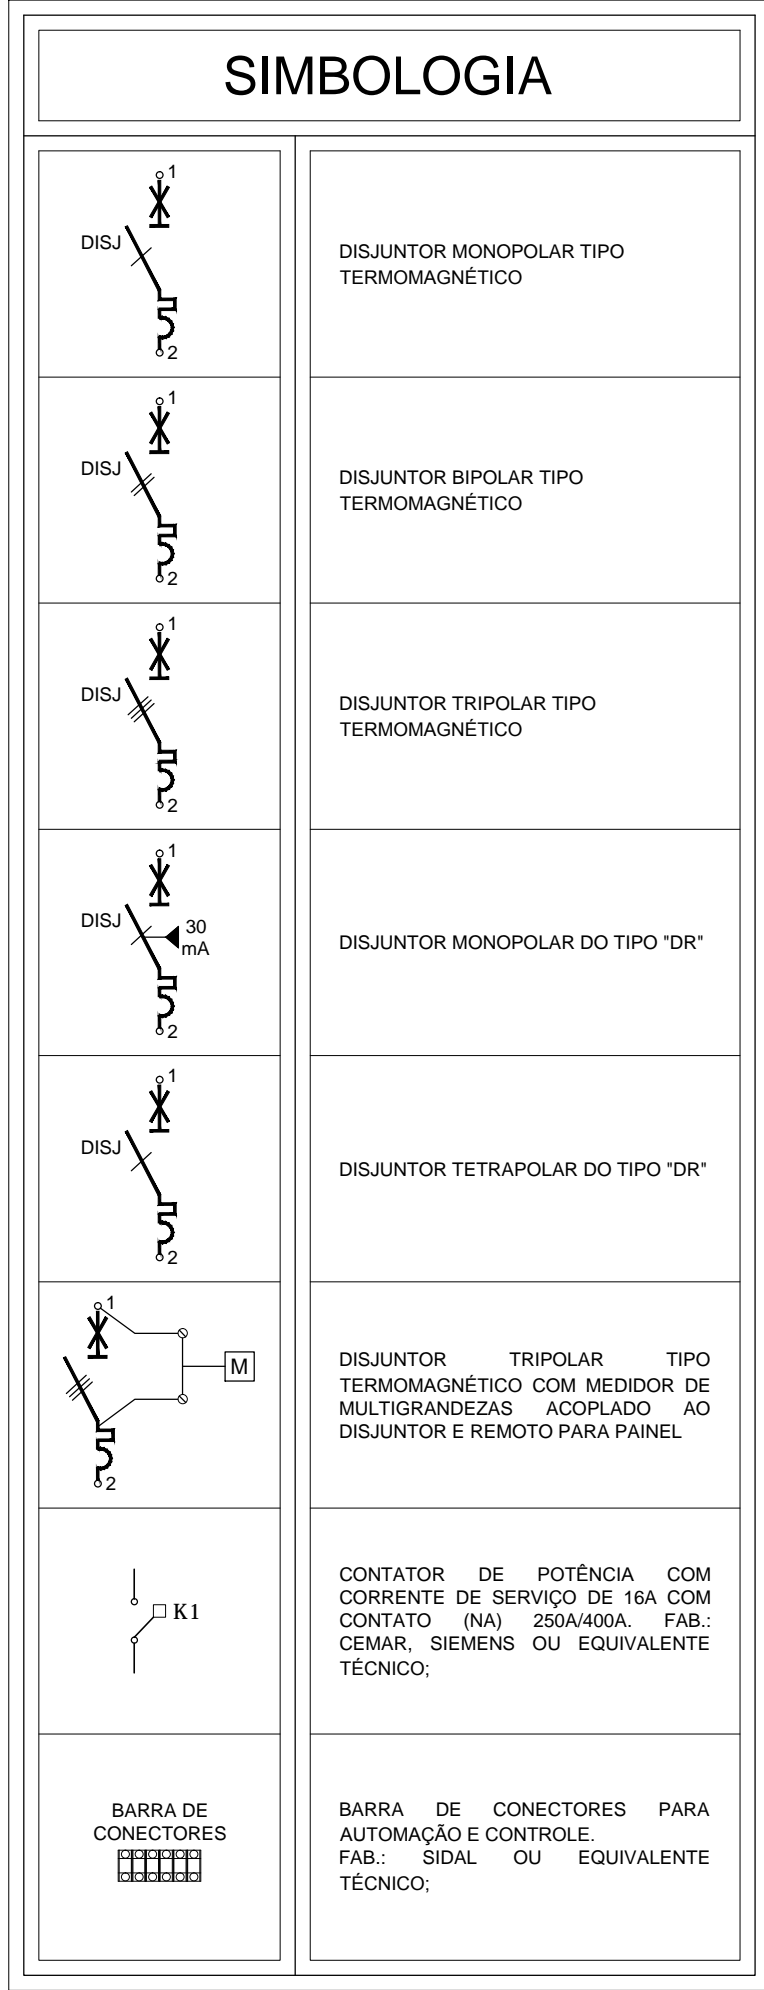 SIMBOLOGIA
1
DISJ
2
DISJUNTOR MONOPOLAR TIPO
TERMOMAGNÉTICO
1
DISJ
2
DISJUNTOR BIPOLAR TIPO
TERMOMAGNÉTICO
1
DISJ
2
DISJUNTOR TRIPOLAR TIPO
TERMOMAGNÉTICO
1
DISJ
30
mA
2
DISJUNTOR MONOPOLAR DO TIPO "DR"
1
DISJ
2
DISJUNTOR TETRAPOLAR DO TIPO "DR"
1
M
2
DISJUNTOR TRIPOLAR TIPO
TERMOMAGNÉTICO COM MEDIDOR DE
MULTIGRANDEZAS ACOPLADO AO
DISJUNTOR E REMOTO PARA PAINEL
K1
CONTATOR DE POTÊNCIA COM
CORRENTE DE SERVIÇO DE 16A COM
CONTATO (NA) 250A/400A. FAB.:
CEMAR, SIEMENS OU EQUIVALENTE
TÉCNICO;
BARRA DE
CONECTORES
BARRA DE CONECTORES PARA
AUTOMAÇÃO E CONTROLE.
FAB.: SIDAL OU EQUIVALENTE
TÉCNICO;